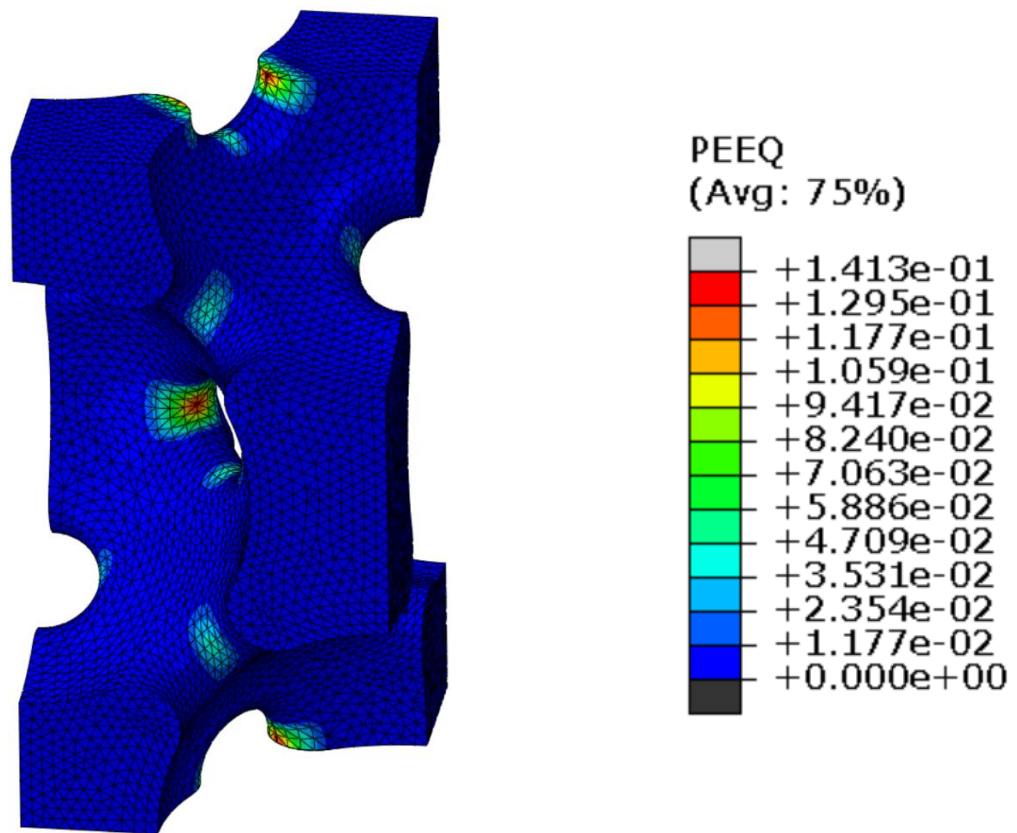 PEEQ
(Avg: 75%)
+1.413e-01
+1.295e-01
+1.177e-01
+1.059e-01
+9.417e-02
+8.240e-02
+7.063e-02
+5.886e-02
+4.709e-02
+3.531e-02
+2.354e-02
+1.177e-02
+0.000e+00